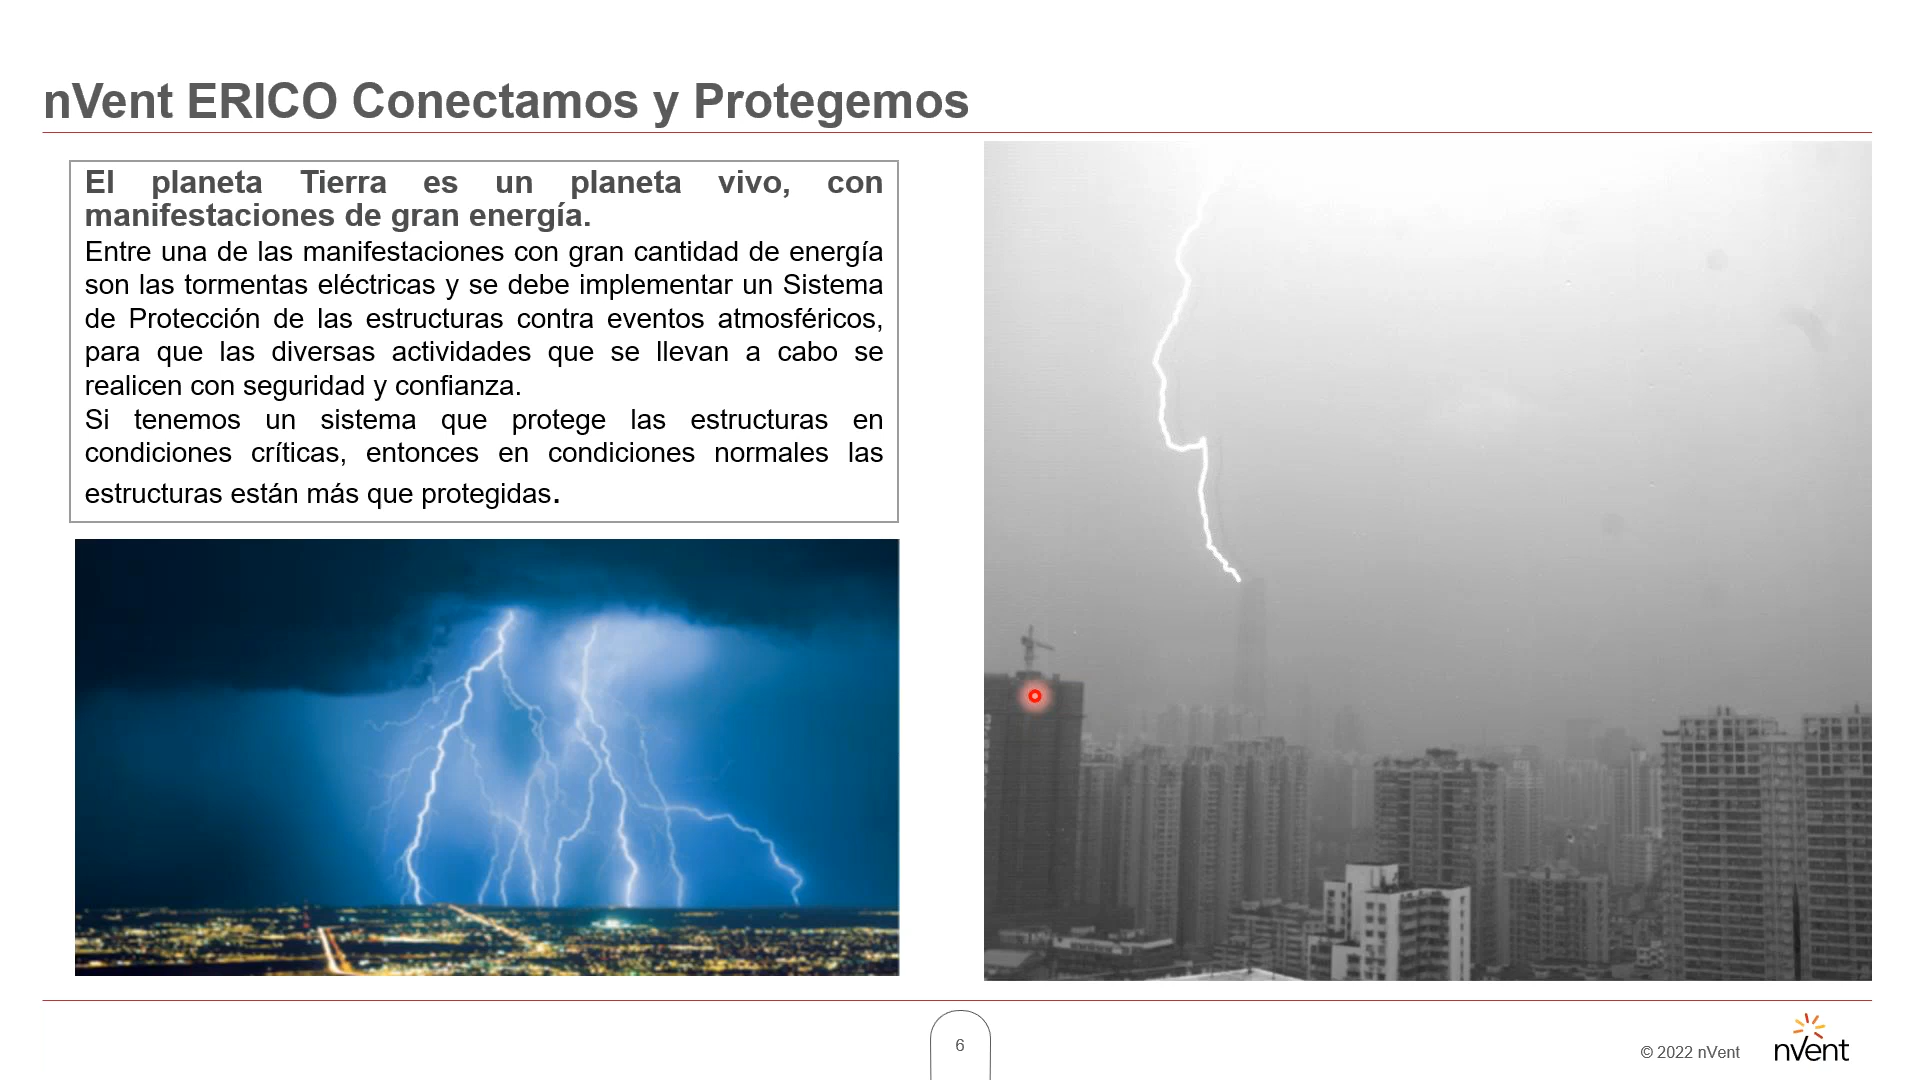 nVent ERICO Conectamos y Protegemos
El planeta Tierra es un planeta vivo, con
manifestaciones de gran energía.
Entre una de las manifestaciones con gran cantidad de energía
son las tormentas eléctricas y se debe implementar un Sistema
de Protección de las estructuras contra eventos atmosféricos,
para que las diversas actividades que se llevan a cabo se
realicen con seguridad y confianza.
Si tenemos un sistema que protege las estructuras en
condiciones críticas, entonces en condiciones normales las
estructuras están más que protegidas.
6
© 2022 nVent
nVent